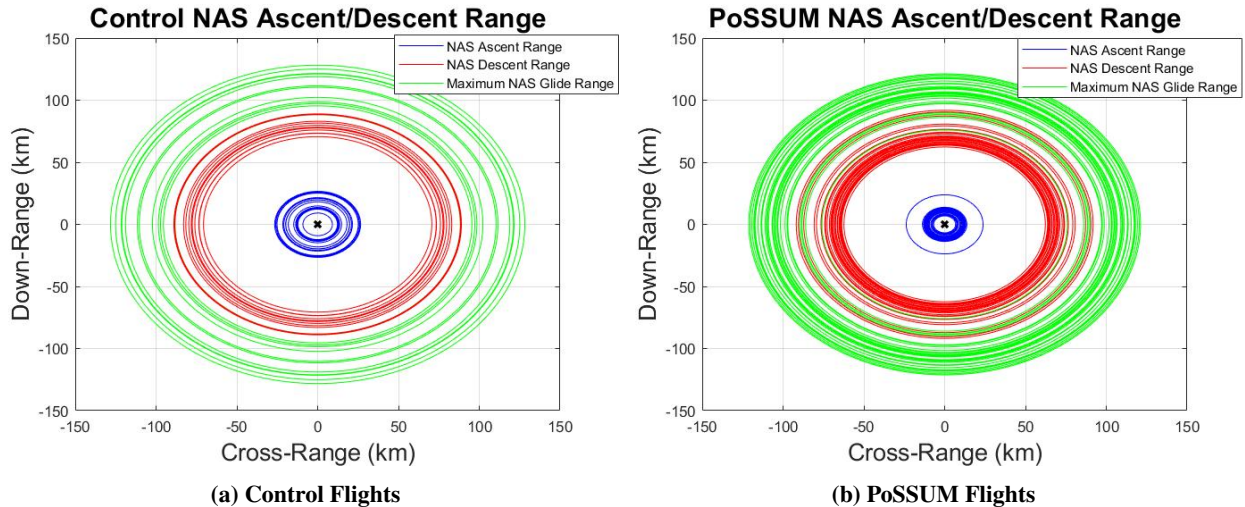 Control NAS Ascent/Descent Range
150
100
50
0
-50
-100
-150
Down-Range (km)
NAS Ascent Range
NAS Descent Range
Maximum NAS Glide Range
-150
-100
-50
0
50
100
150
Cross-Range (km)
(a) Control Flights
PoSSUM NAS Ascent/Descent Range
150
100
50
0
-50
-100
-150
Down-Range (km)
NAS Ascent Range
NAS Descent Range
Maximum NAS Glide Range
-150
-100
-50
0
50
100
150
Cross-Range (km)
(b) PoSSUM Flights